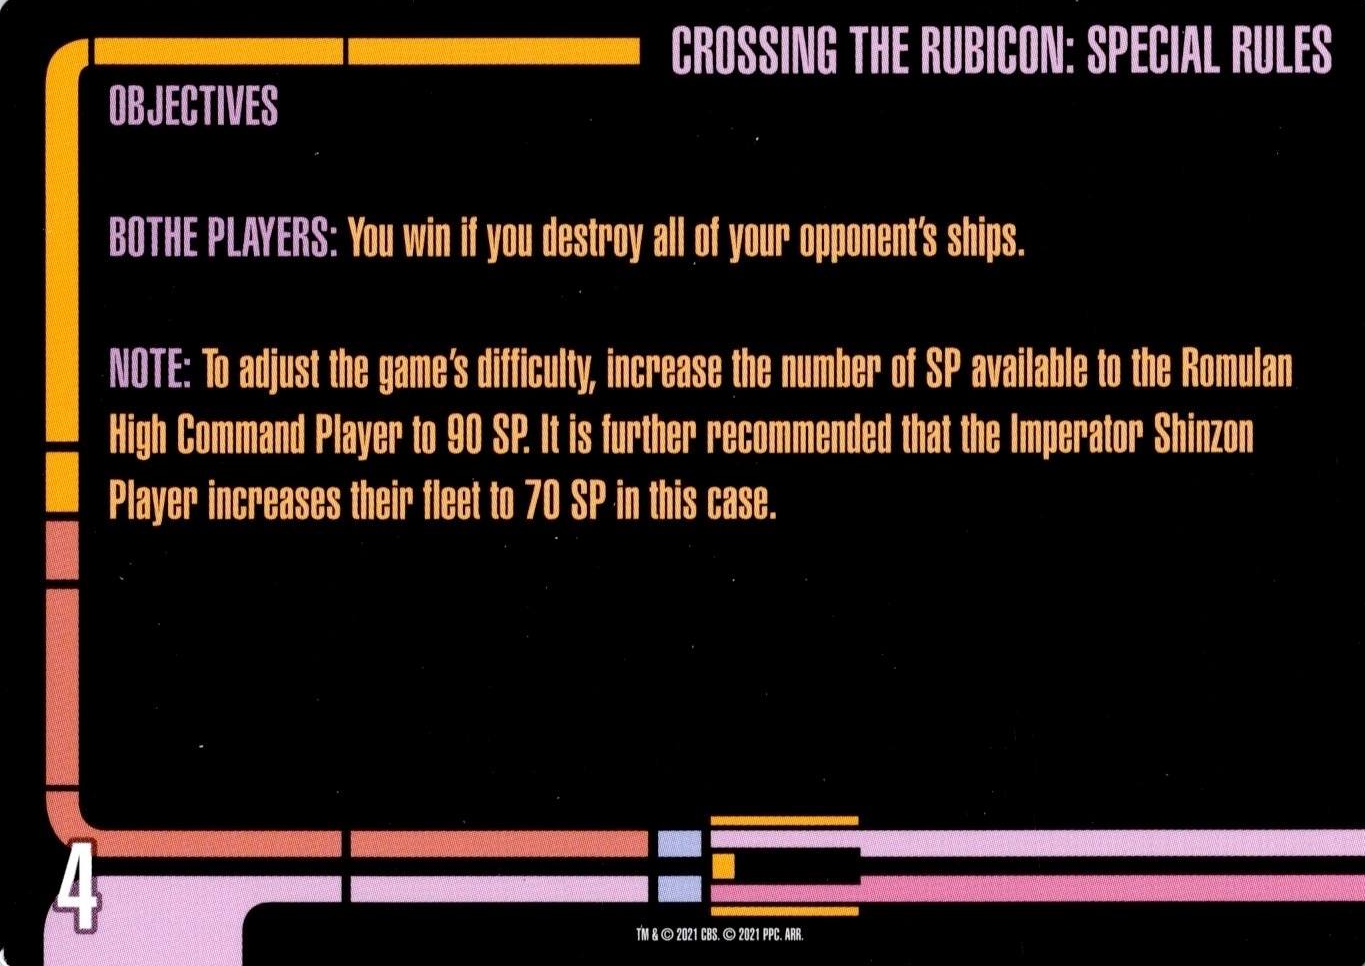 CROSSING THE RUBICON: SPECIAL RULES
OBJECTIVES
BOTHE PLAYERS: You win if you destroy all of your opponent's ships.
NOTE: To adjust the game's difficulty, increase the number of SP available to the Romulan
High Command Player to 90 SP. It is further recommended that the Imperator Shinzon
Player increases their fleet to 70 SP in this case.
4
TM & © 2021 CBS. © 2021 PPC. ARR.